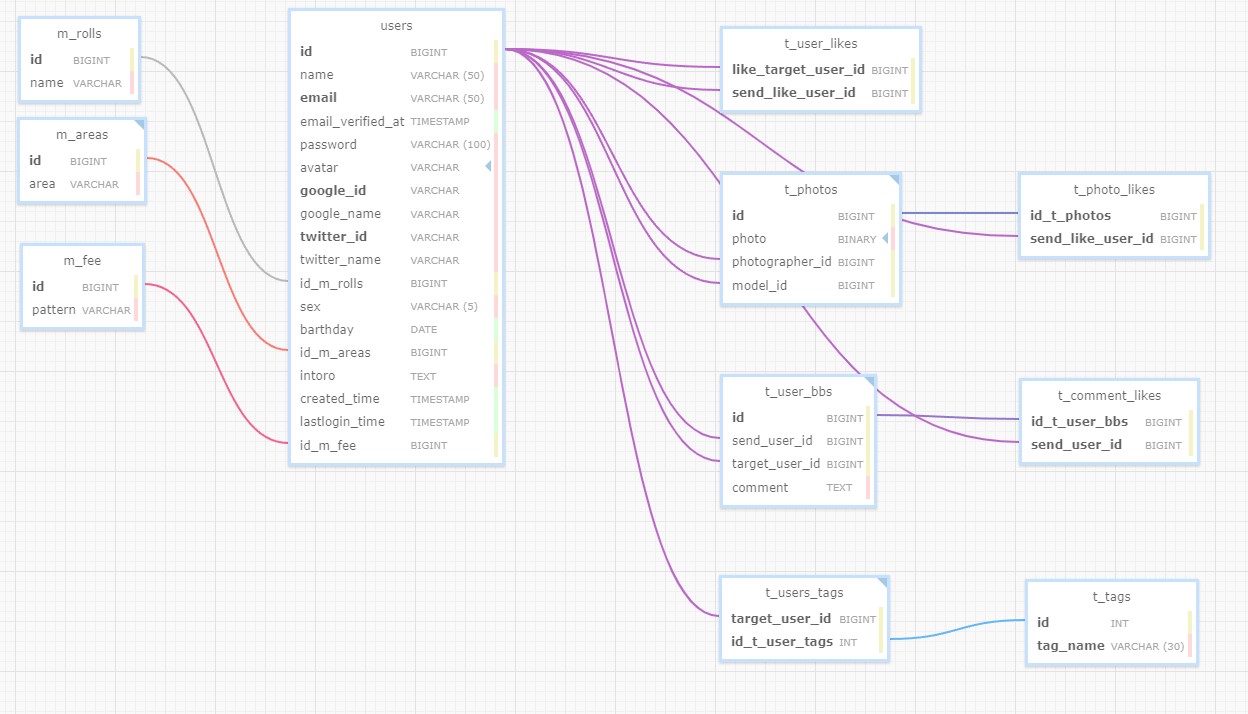 m_rolls
id BIGINT
name VARCHAR
m_areas
id BIGINT
area VARCHAR
m_fee
id BIGINT
pattern VARCHAR
users
id BIGINT
name VARCHAR (50)
email VARCHAR (50)
email_verified_at TIMESTAMP
password VARCHAR (100)
avatar VARCHAR
google_id VARCHAR
google_name VARCHAR
twitter_id VARCHAR
twitter_name VARCHAR
id_m_rolls BIGINT
sex VARCHAR (5)
barthday DATE
id_m_areas BIGINT
intoro TEXT
created_time TIMESTAMP
lastlogin_time TIMESTAMP
id_m_fee BIGINT
t_user_likes
like_target_user_id BIGINT
send_like_user_id BIGINT
t_photos
id BIGINT
photo BINARY
photographer_id BIGINT
model_id BIGINT
t_photo_likes
id_t_photos BIGINT
send_like_user_id BIGINT
t_user_bbs
id BIGINT
send_user_id BIGINT
target_user_id BIGINT
comment TEXT
t_comment_likes
id_t_user_bbs BIGINT
send_user_id BIGINT
t_users_tags
target_user_id BIGINT
id_t_user_tags INT
t_tags
id INT
tag_name VARCHAR (30)